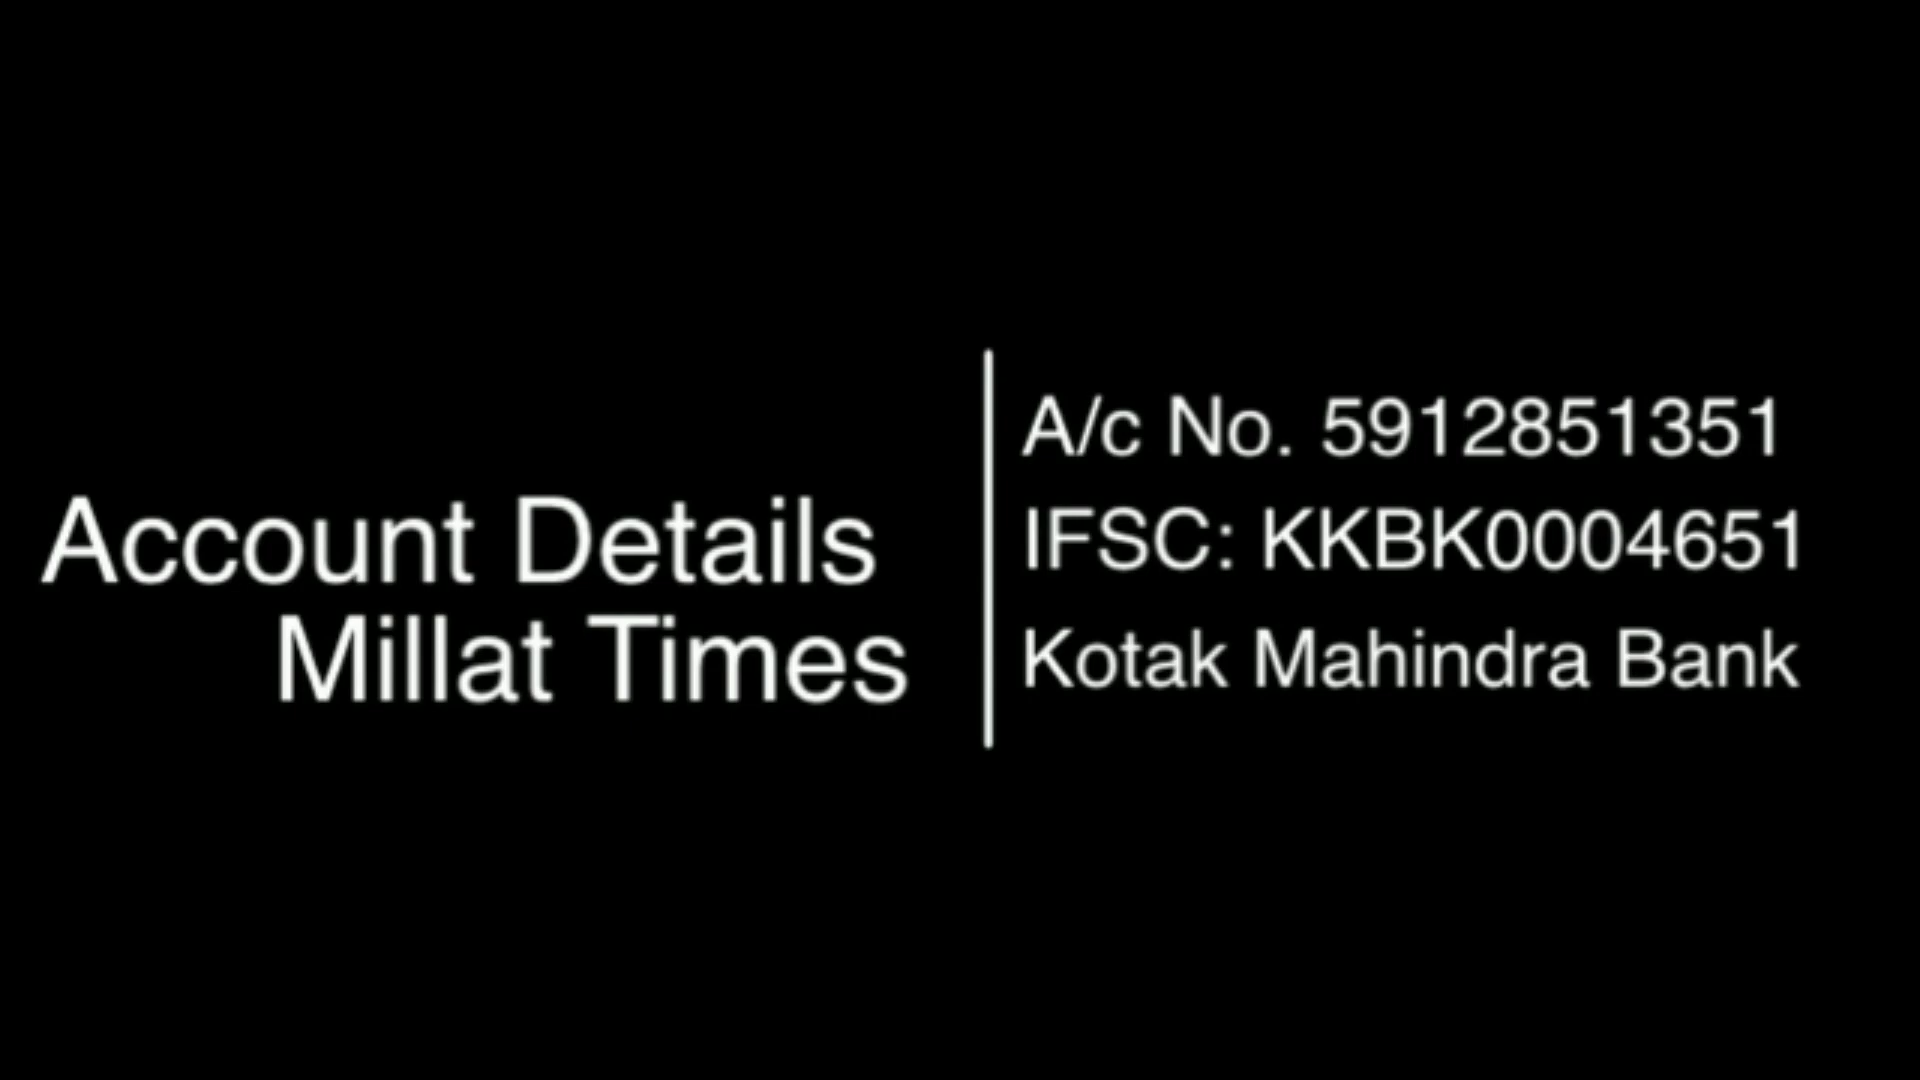 Account Details
Millat Times
A/c No. 5912851351
IFSC: KKBK0004651
Kotak Mahindra Bank